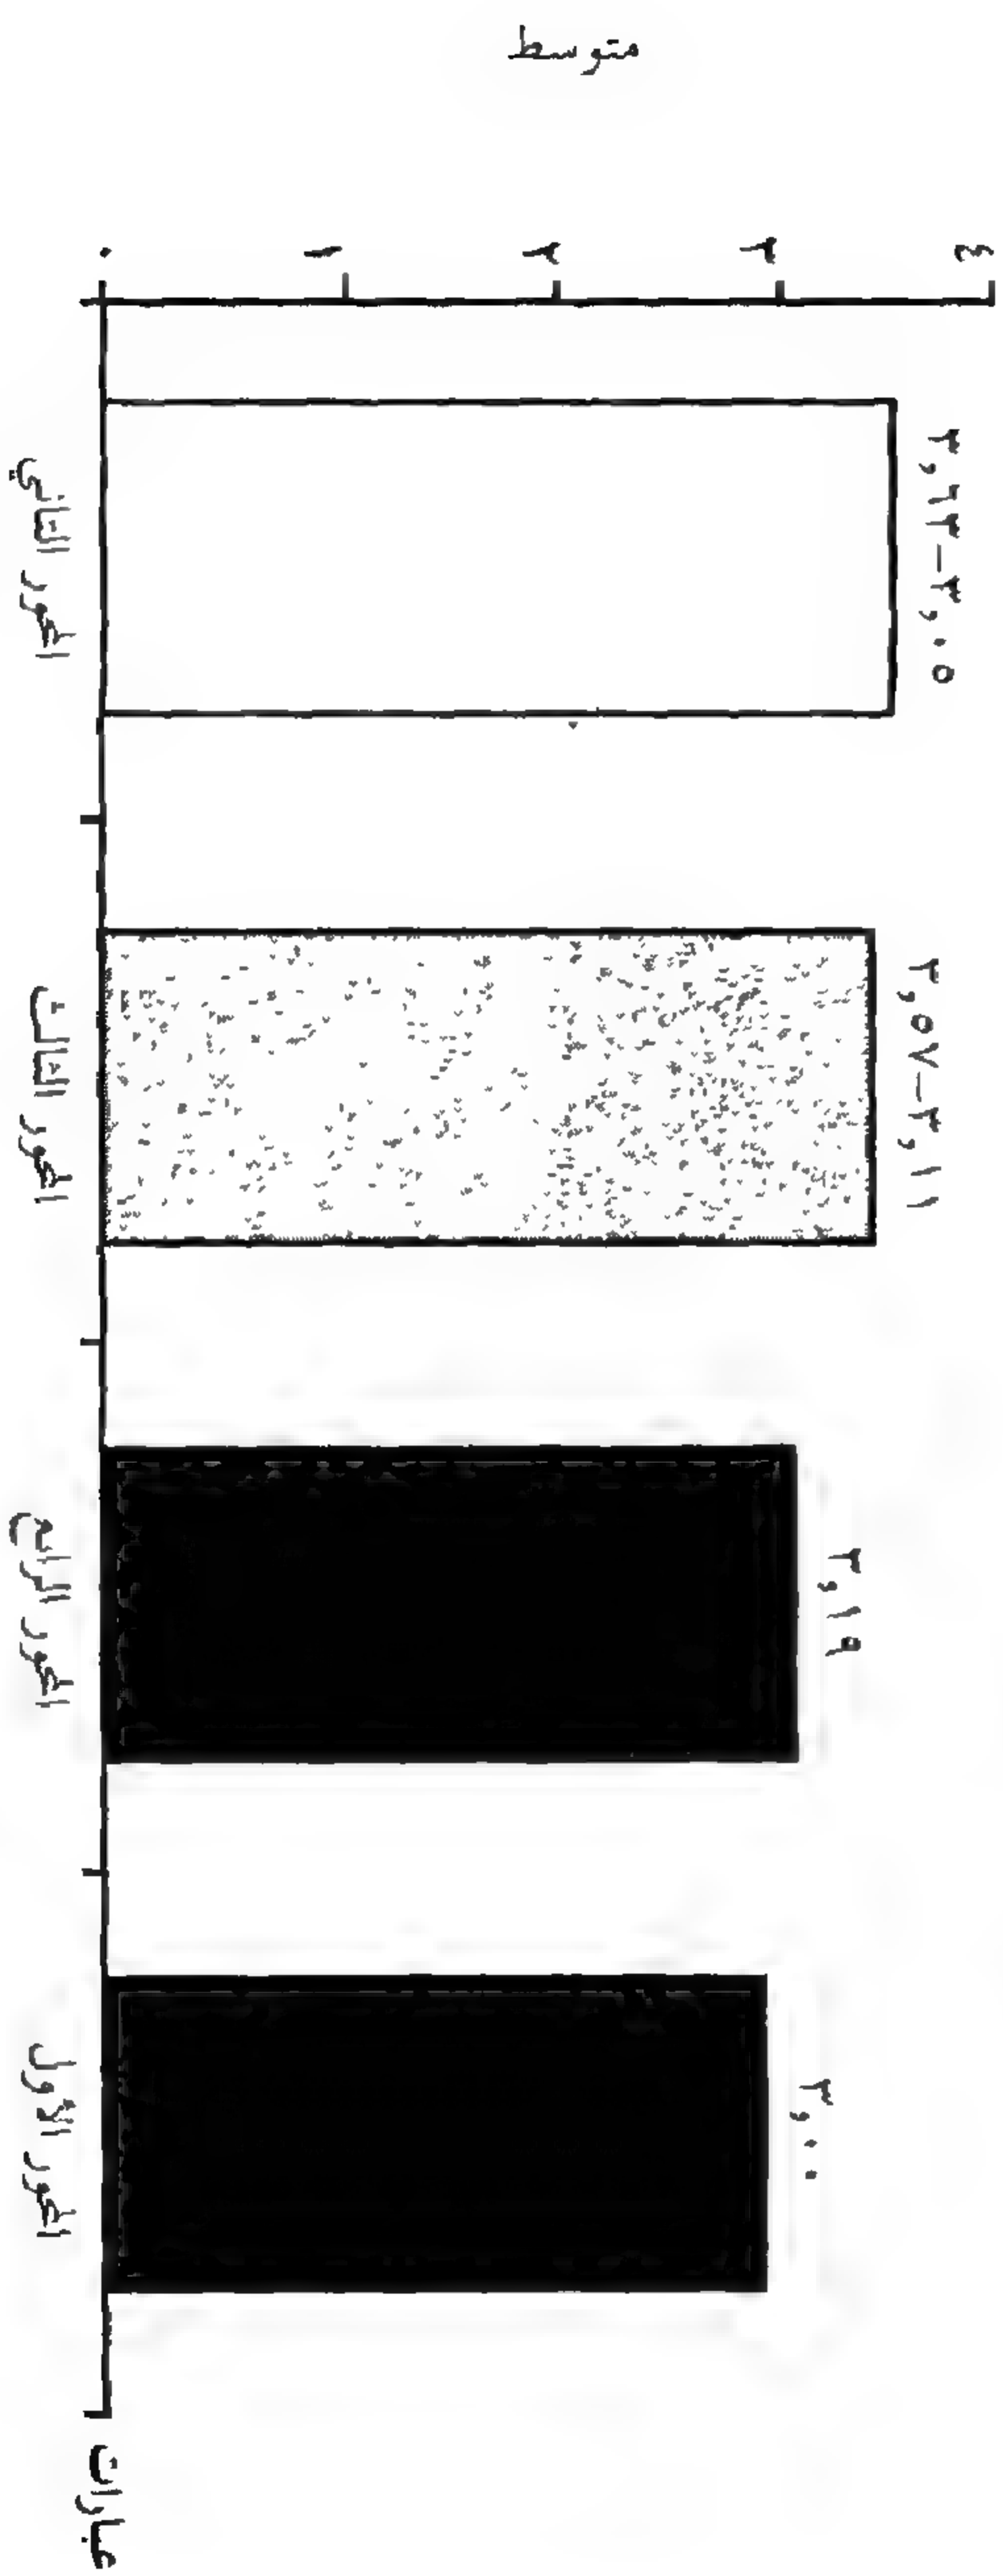 متوسط
٤
٣
٢
١
٠
٣,٦٣-٣,٠٥
٣,٥٧-٣,١١
٣,١٩
٣,٠٠
المحور الثاني
المحور الثالث
المحور الرابع
المحور الأول
عبارات